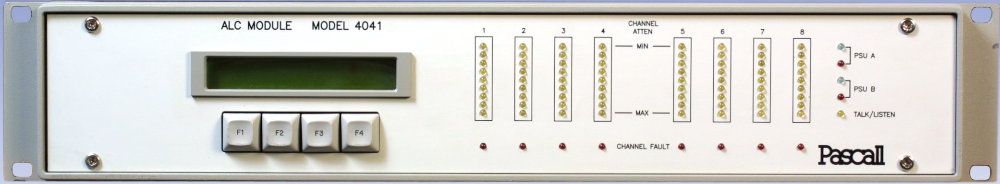 ALC MODULE MODEL 4041
CHANNEL
ATTEN
1 2 3 4 5 6 7 8
MIN
MAX
PSU A
PSU B
TALK/LISTEN
F1 F2 F3 F4
CHANNEL FAULT
Pascall